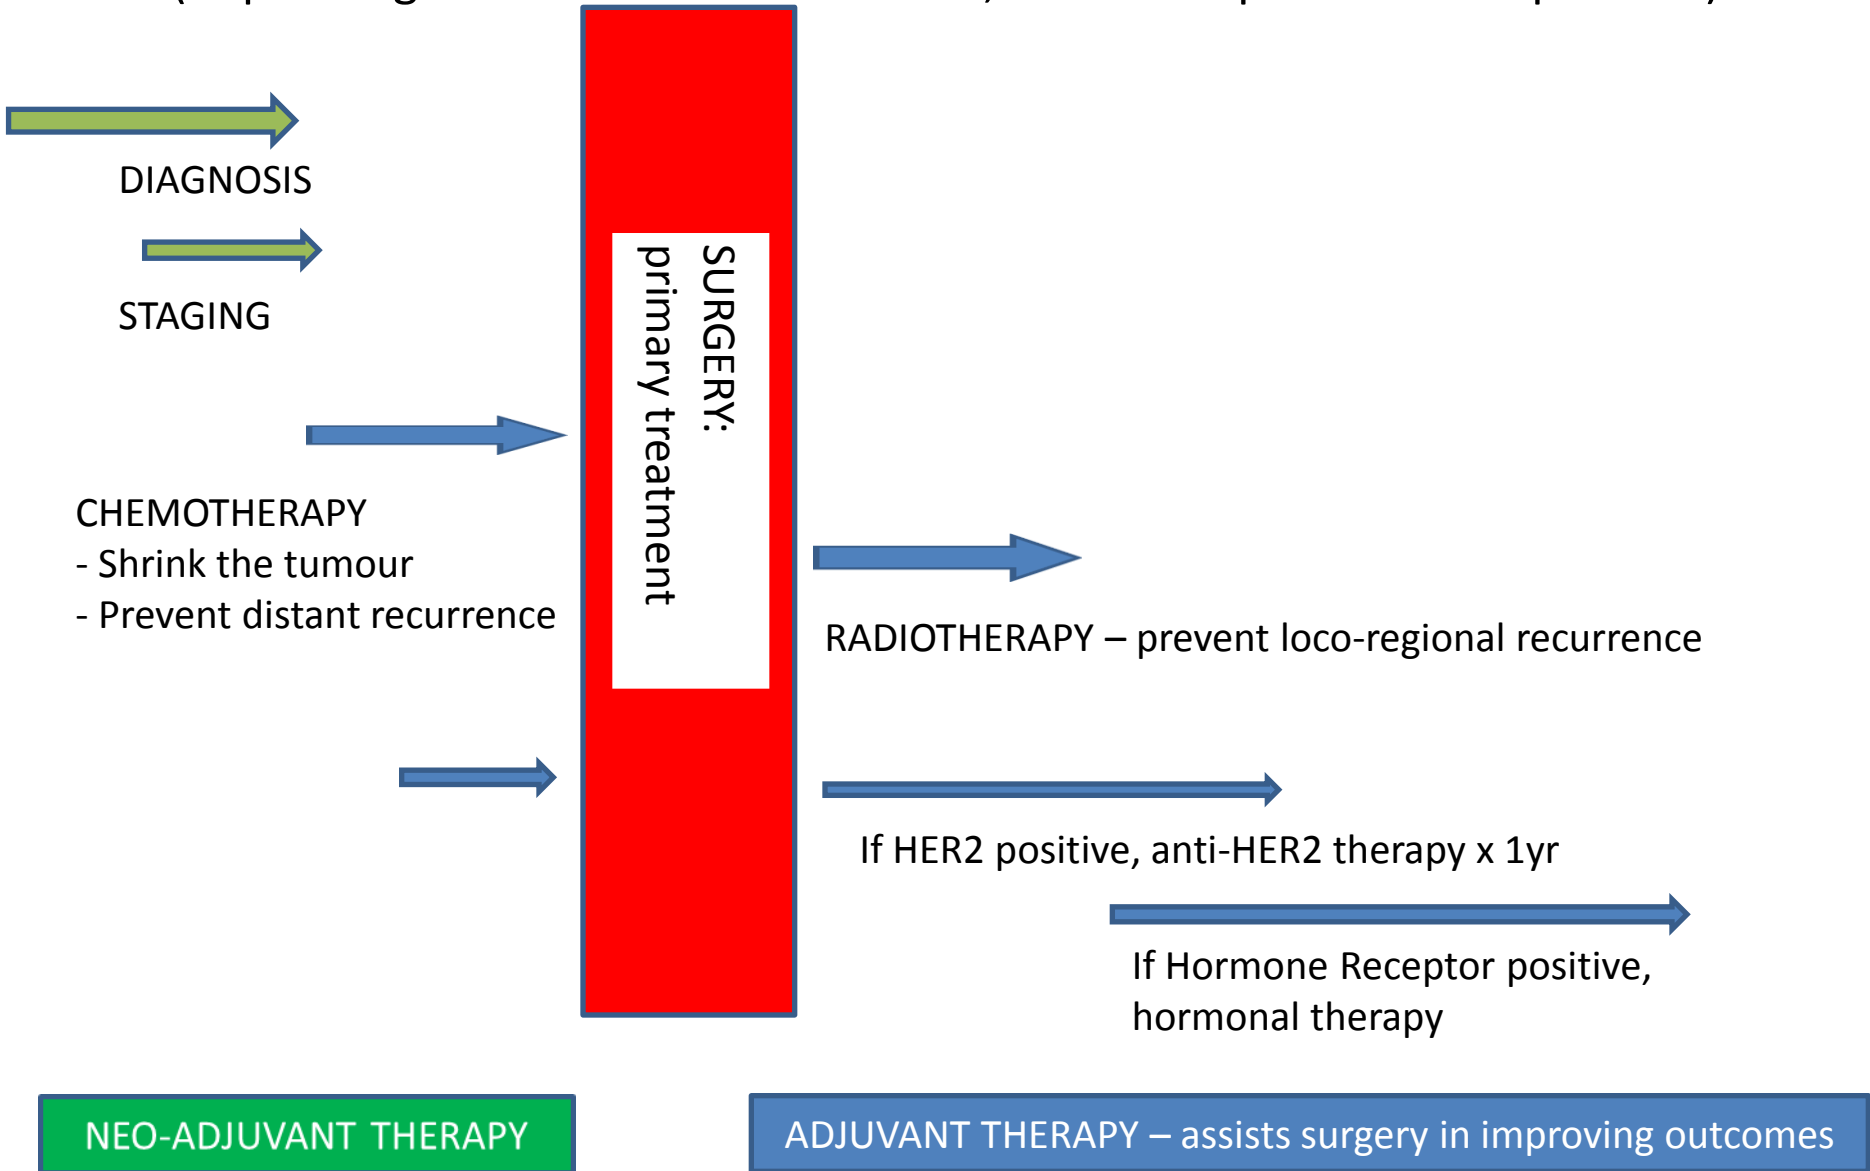 DIAGNOSIS
STAGING
CHEMOTHERAPY
- Shrink the tumour
- Prevent distant recurrence
SURGERY:
primary treatment
RADIOTHERAPY – prevent loco-regional recurrence
If HER2 positive, anti-HER2 therapy x 1yr
If Hormone Receptor positive,
hormonal therapy
NEO-ADJUVANT THERAPY
ADJUVANT THERAPY – assists surgery in improving outcomes